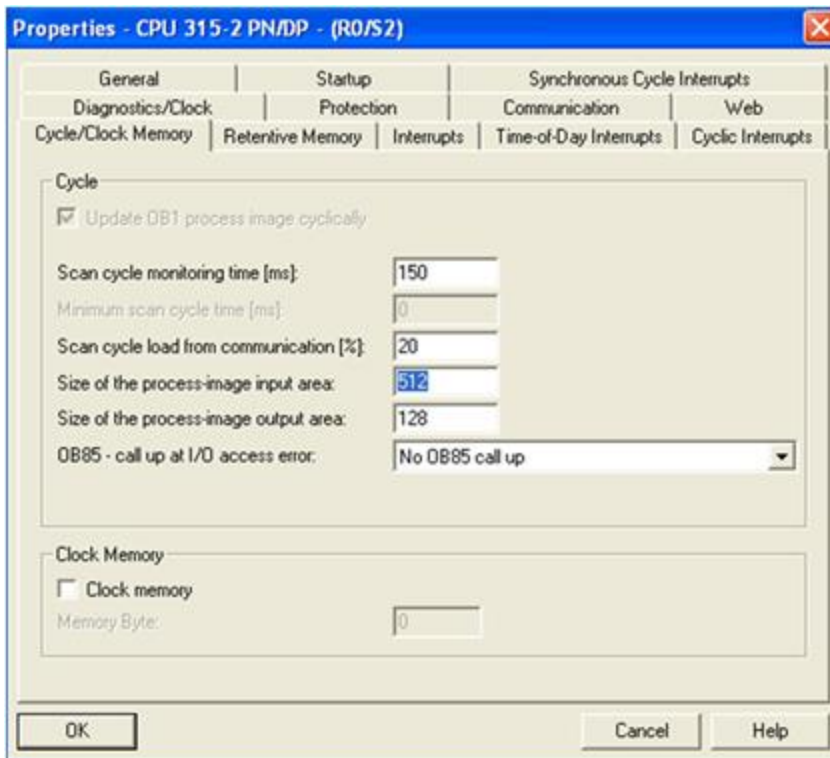 Properties - CPU 315-2 PN/DP - (R0/S2)
General Startup Synchronous Cycle Interrupts
Diagnostics/Clock Protection Communication Web
Cycle/Clock Memory Retentive Memory Interrupts Time-of-Day Interrupts Cyclic Interrupts
Cycle
Update OB1 process image cyclically
Scan cycle monitoring time [ms]: 150
Minimum scan cycle time [ms]: 0
Scan cycle load from communication [%]: 20
Size of the process-image input area: 512
Size of the process-image output area: 128
OB85 - call up at I/O access error: No OB85 call up
Clock Memory
Clock memory
Memory Byte: 0
OK Cancel Help